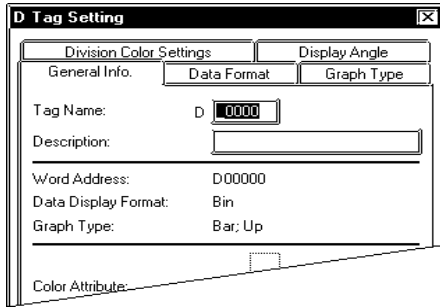 D Tag Setting
Division Color Settings Display Angle
General Info. Data Format Graph Type
Tag Name: D 0000
Description:
Word Address: D00000
Data Display Format: Bin
Graph Type: Bar; Up
Color Attribute: